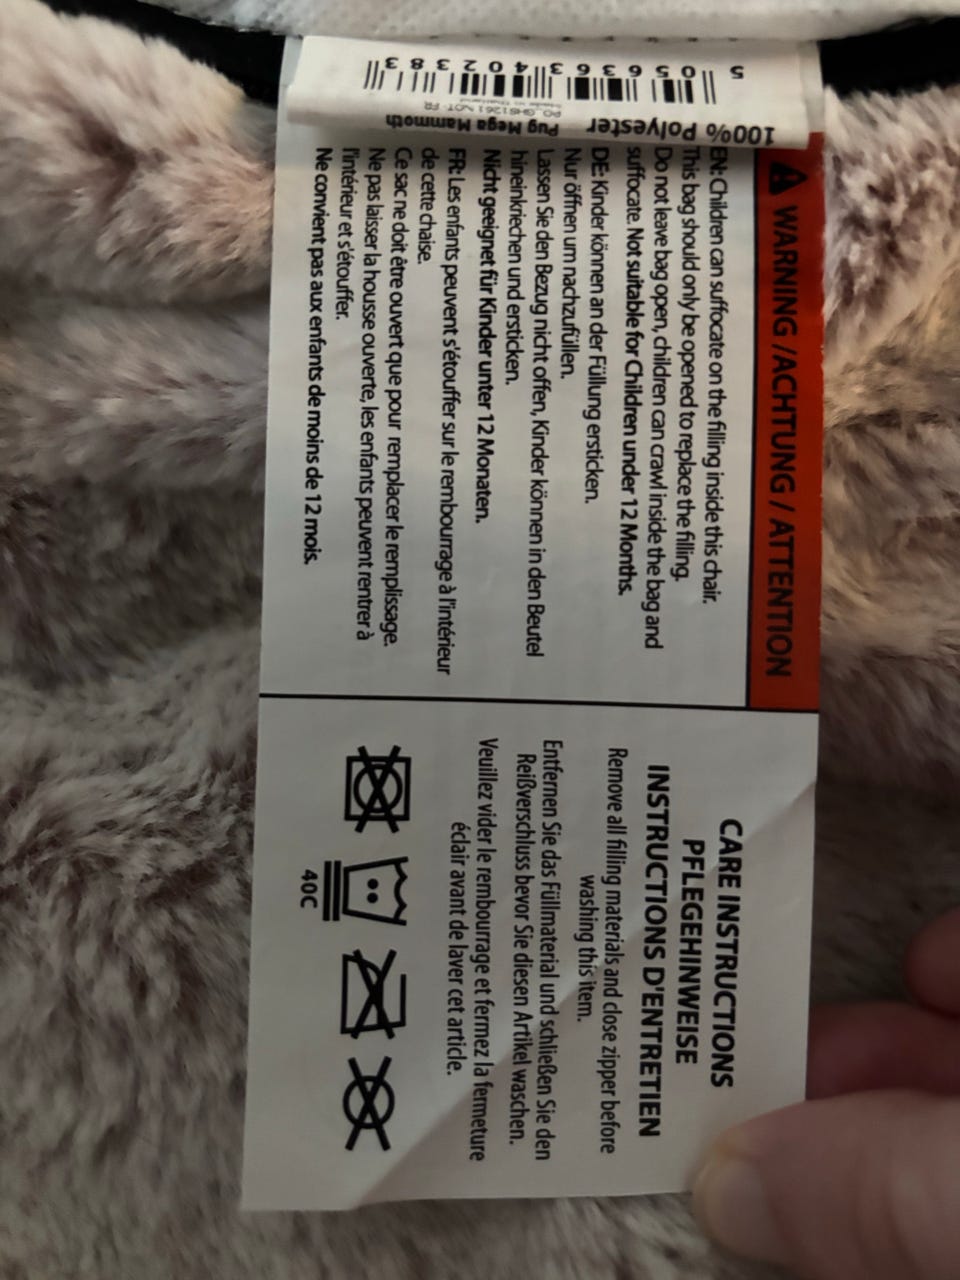 100% Polyester
Pug Mega Mammoth
5 056363 402383
WARNING / ACHTUNG / ATTENTION
EN: Children can suffocate on the filling inside this chair.
This bag should only be opened to replace the filling.
Do not leave bag open, children can crawl inside the bag and
suffocate. Not suitable for Children under 12 Months.
DE: Kinder können an der Füllung ersticken.
Nur öffnen um nachzufüllen.
Lassen Sie den Bezug nicht offen, Kinder können in den Beutel
hineinkriechen und ersticken.
Nicht geeignet für Kinder unter 12 Monaten.
FR: Les enfants peuvent s'étouffer sur le rembourrage à l'intérieur
de cette chaise.
Ce sac ne doit être ouvert que pour remplacer le remplissage.
Ne pas laisser la housse ouverte, les enfants peuvent rentrer à
l'intérieur et s'étouffer.
Ne convient pas aux enfants de moins de 12 mois.
CARE INSTRUCTIONS
PFLEGEHINWEISE
INSTRUCTIONS D'ENTRETIEN
Remove all filling materials and close zipper before
washing this item.
Entfernen Sie das Füllmaterial und schließen Sie den
Reißverschluss bevor Sie diesen Artikel waschen.
Veuillez vider le rembourrage et fermez la fermeture
éclair avant de laver cet article.
40C